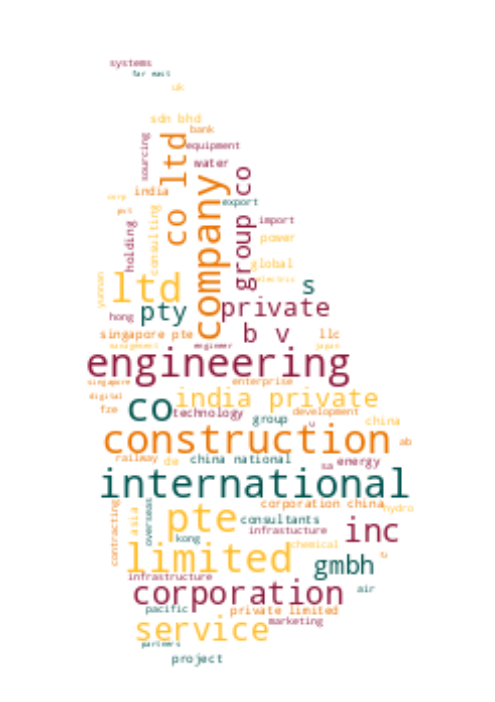 systems
far east
uk
sdn bhd
bank
sourcing
co ltd
equipment
water
india
company
group co
export
corp
pvt
holding
consulting
import
power
global
electric
yunnan
ltd
s
hong
pty
private
singapore pte
b v
llc
management
engineer
japan
engineering
singapore
enterprise
digital
india private
fze
co
technology
group
development
u
china
construction
ab
railway
de
china national
sa
energy
international
contracting
asia
overseas
corporation china
hydro
pte
consultants
infrastucture
inc
kong
chemical
limited
gmbh
infrastructure
corporation
air
pacific
private limited
service
marketing
partners
project